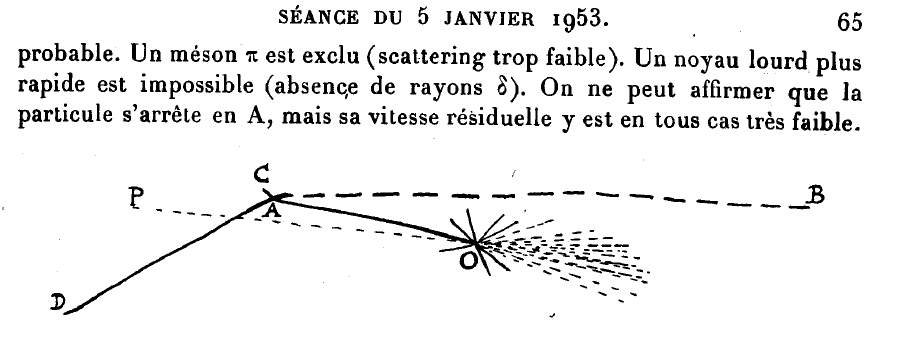 SÉANCE DU 5 JANVIER 1953. 65
probable. Un méson π est exclu (scattering trop faible). Un noyau lourd plus
rapide est impossible (absence de rayons δ). On ne peut affirmer que la
particule s'arrête en A, mais sa vitesse résiduelle y est en tous cas très faible.
C
P
B
A
O
D